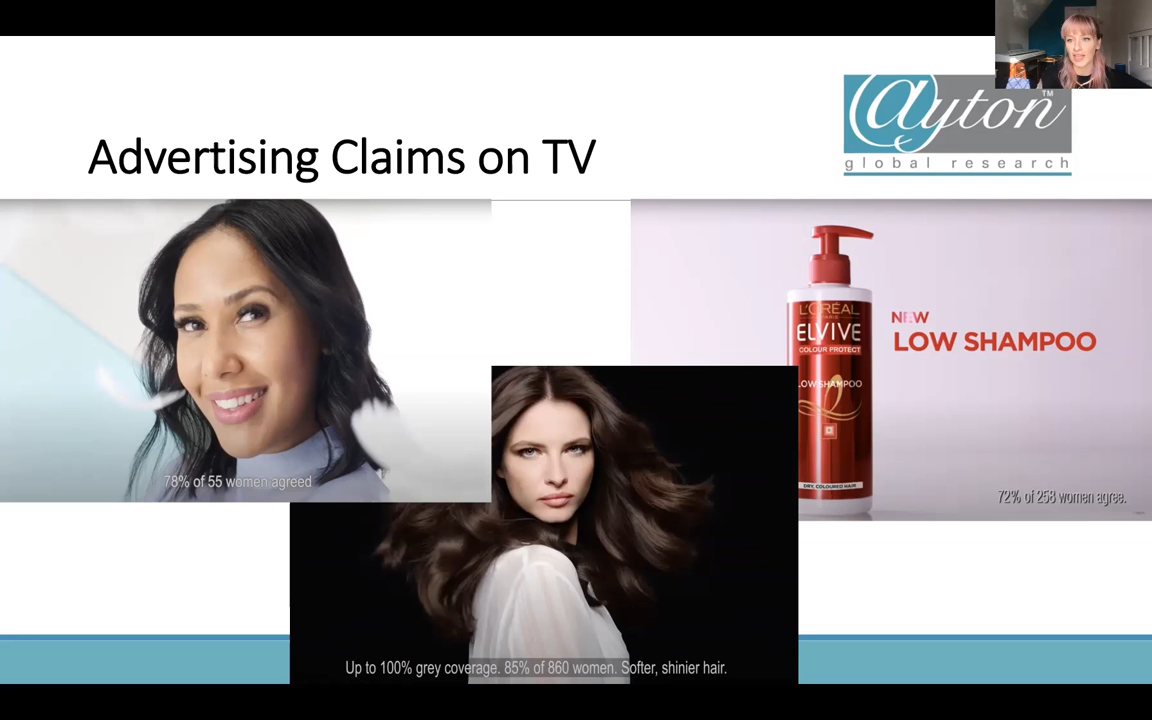 @yton™
global research
Advertising Claims on TV
78% of 55 women agreed
L'ORÉAL
PARIS
ELVIVE
COLOUR PROTECT
LOW SHAMPOO
DRY, COLOURED HAIR
NEW
LOW SHAMPOO
72% of 258 women agree.
Up to 100% grey coverage. 85% of 860 women. Softer, shinier hair.